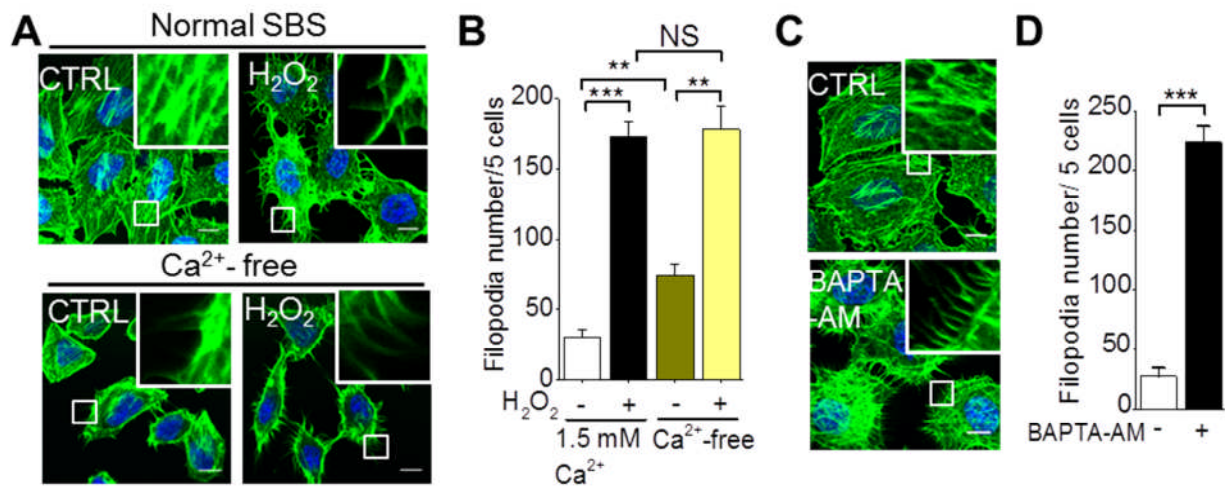 A
Normal SBS
CTRL
H₂O₂
Ca²⁺- free
CTRL
H₂O₂
B
NS
**
***
**
Filopodia number/5 cells
200
150
100
50
0
H₂O₂ - + - +
1.5 mM Ca²⁺-free
Ca²⁺
C
CTRL
BAPTA
-AM
D
***
Filopodia number/ 5 cells
250
200
150
100
50
0
BAPTA-AM - +